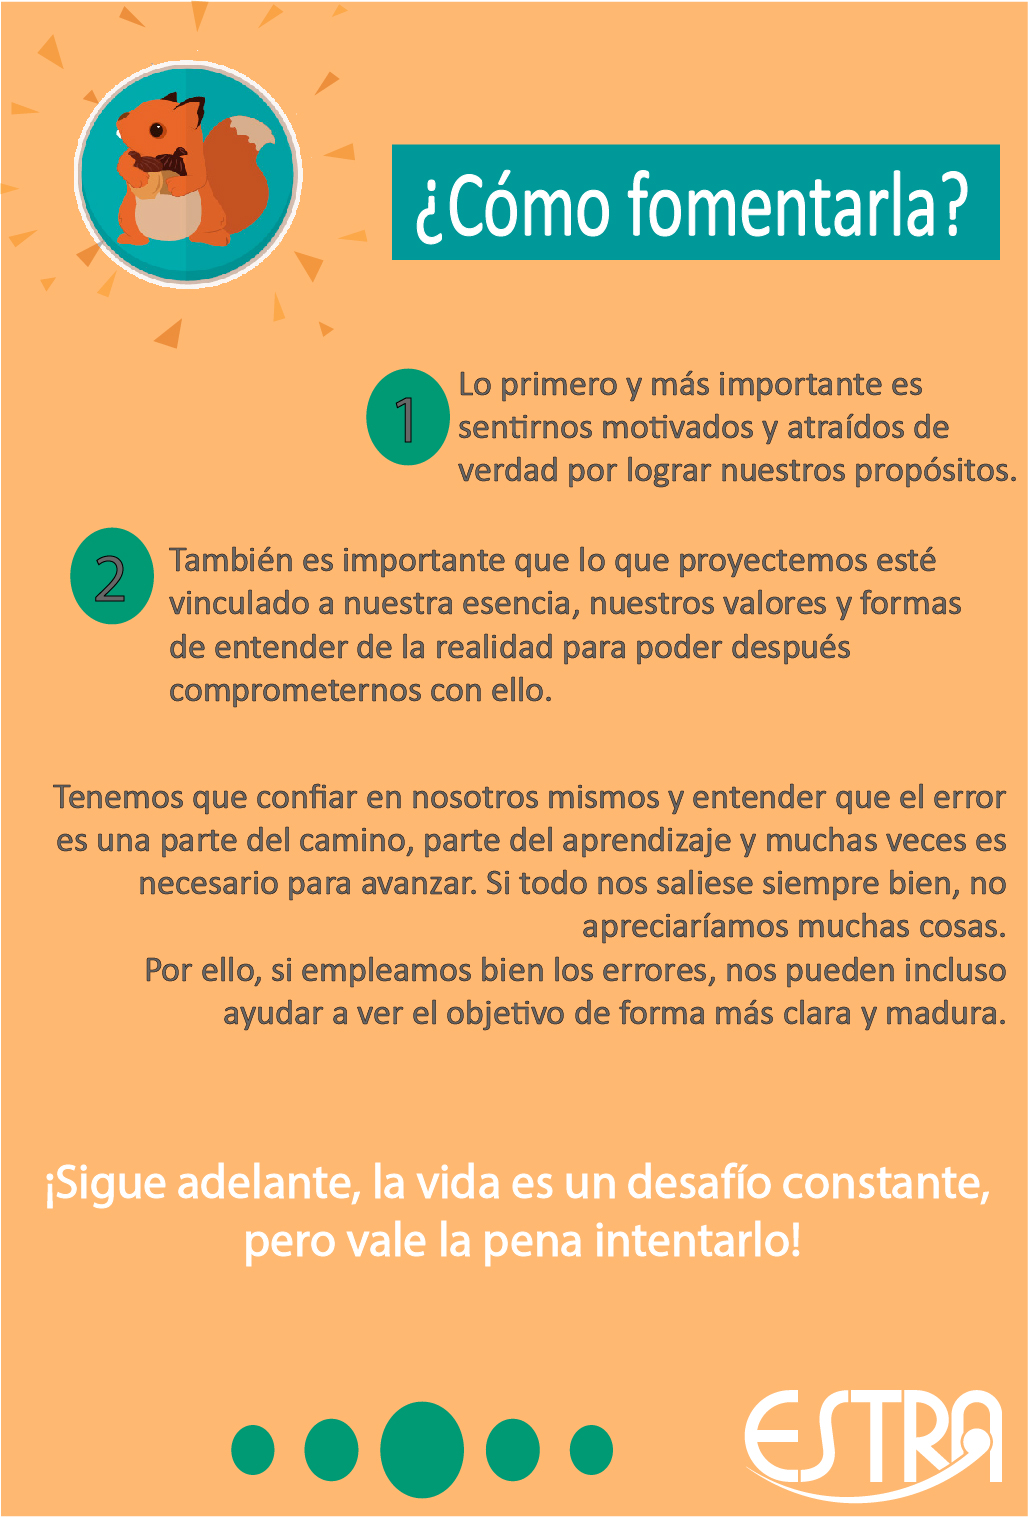 ¿Cómo fomentarla?
1
Lo primero y más importante es
sentirnos motivados y atraídos de
verdad por lograr nuestros propósitos.
2
También es importante que lo que proyectemos esté
vinculado a nuestra esencia, nuestros valores y formas
de entender de la realidad para poder después
comprometernos con ello.
Tenemos que confiar en nosotros mismos y entender que el error
es una parte del camino, parte del aprendizaje y muchas veces es
necesario para avanzar. Si todo nos saliese siempre bien, no
apreciaríamos muchas cosas.
Por ello, si empleamos bien los errores, nos pueden incluso
ayudar a ver el objetivo de forma más clara y madura.
¡Sigue adelante, la vida es un desafío constante,
pero vale la pena intentarlo!
ESTRA